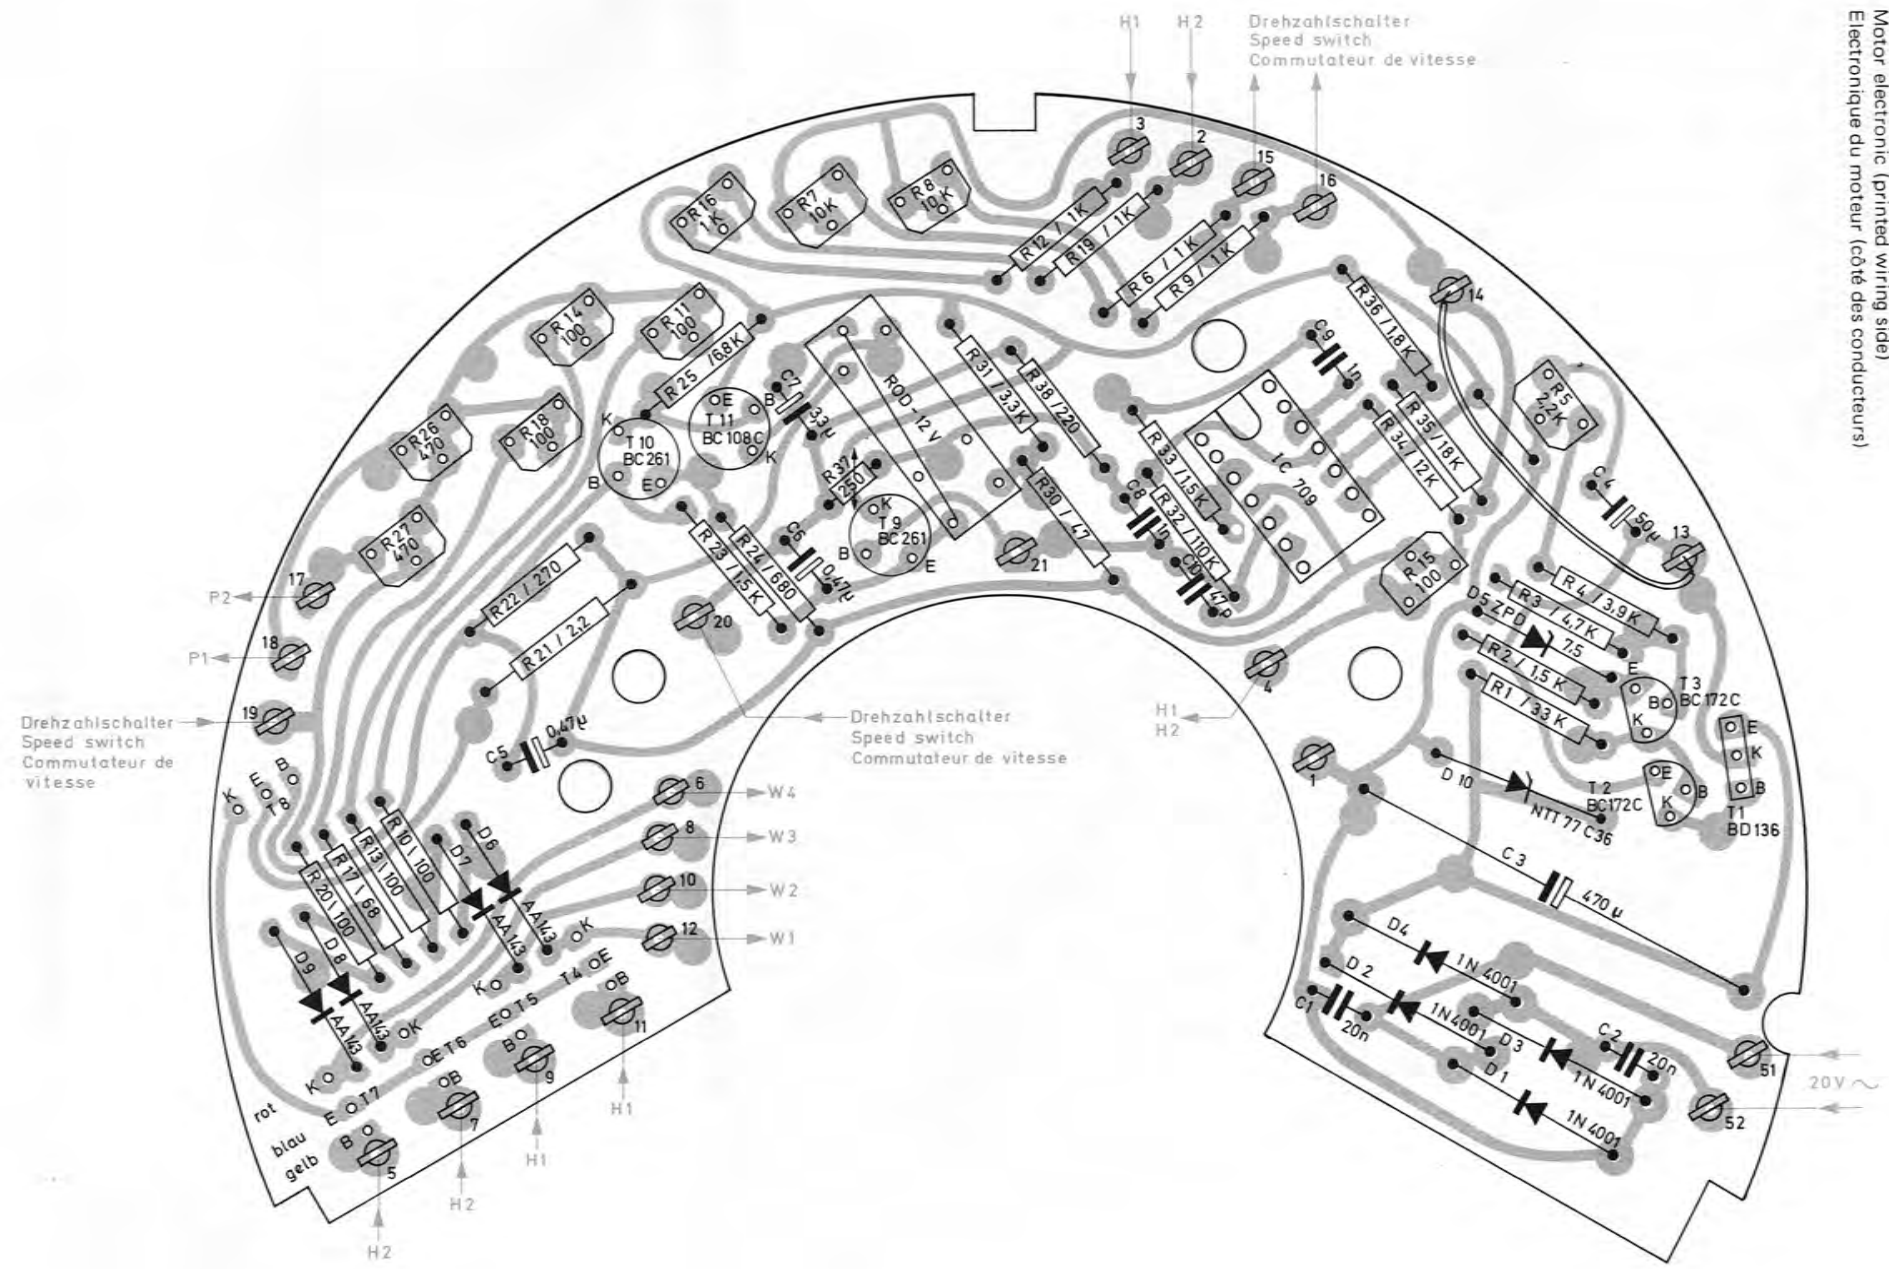 Motor electronic (printed wiring side)
Electronique du moteur (côté des conducteurs)
H1
H2
Drehzahlschalter
Speed switch
Commutateur de vitesse
3
2
15
16
R16
1K
R7
10K
R8
10K
R12 / 1K
R19 / 1K
R6 / 1K
R9 / 1K
14
R14
100
R11
100
R25 / 6,8K
R36 / 18K
C9
1n
R26
470
R18
100
K
T10
BC261
B
E
E
T11
BC108C
B
K
C7
3,3µ
ROD-12V
R31 / 3,3K
R38 / 220
R33 / 1,5K
IC
709
R35 / 18K
R34 / 12K
R5
2,2K
C4
50µ
13
R27
470
R37
250
K
T9
BC261
B
E
R30 / 47
C8
1n
R32 / 110K
C10
47p
R15
100
R23 / 1,5K
R24 / 680
C6
0,47µ
21
17
P2
R22 / 270
R21 / 2,2
20
18
P1
4
H1
H2
R4 / 3,9K
R3 / 4,7K
D5 ZPD
7,5
R2 / 1,5K
R1 / 33K
E
T3
BC172C
B
K
19
Drehzahlschalter
Speed switch
Commutateur de
vitesse
Drehzahlschalter
Speed switch
Commutateur de vitesse
C5
0,47µ
1
D10
NTT 77 C36
T2
BC172C
E
B
K
E
K
B
T1
BD136
K
E
B
T8
6
W4
8
W3
10
W2
12
W1
R10 \ 100
R13 \ 100
R17 \ 68
R20 \ 100
D7
D6
AA143
AA143
D9
D8
AA143
AA143
C3
470µ
D4
1N4001
D2
1N4001
C1
20n
D3
1N4001
C2
20n
D1
1N4001
51
20V ~
52
K
T4
E
B
11
H1
K
E
T5
B
9
H1
K
E
T6
B
7
H2
K
E
T7
B
5
H2
rot
blau
gelb